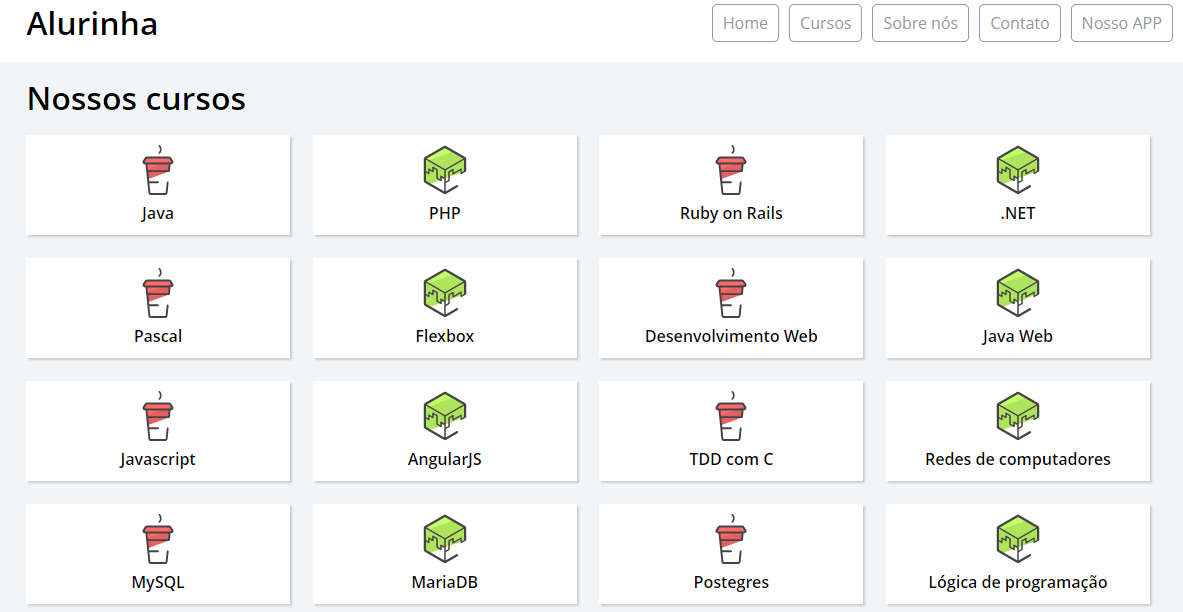 Alurinha
Home
Cursos
Sobre nós
Contato
Nosso APP
Nossos cursos
Java
PHP
Ruby on Rails
.NET
Pascal
Flexbox
Desenvolvimento Web
Java Web
Javascript
AngularJS
TDD com C
Redes de computadores
MySQL
MariaDB
Postegres
Lógica de programação